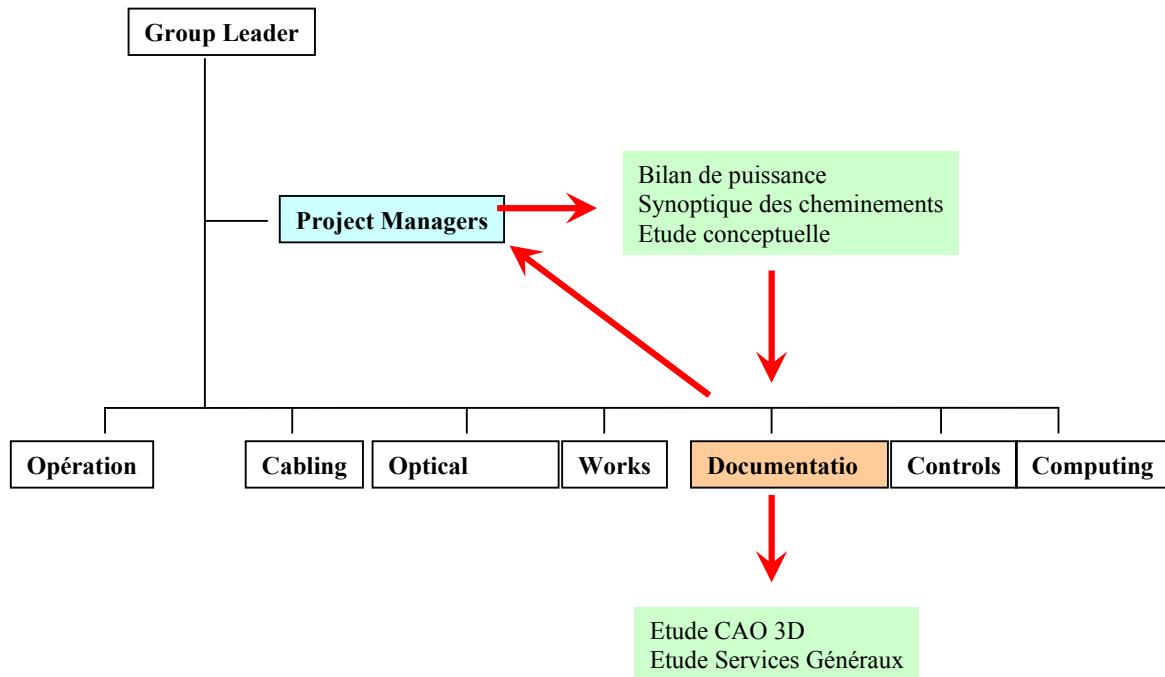 Group Leader
Bilan de puissance
Synoptique des cheminements
Etude conceptuelle
Project Managers
Opération
Cabling
Optical
Works
Documentatio
Controls
Computing
Etude CAO 3D
Etude Services Généraux